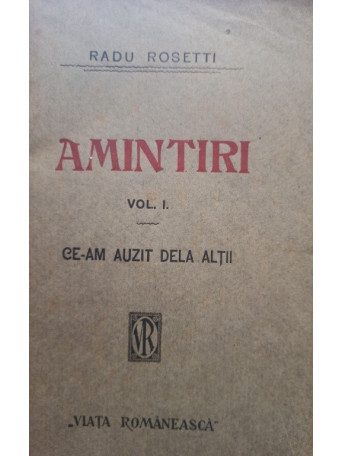 RADU ROSETTI
AMINTIRI
VOL. I.
CE-AM AUZIT DELA ALȚII
VR
„VIAȚA ROMÂNEASCĂ"